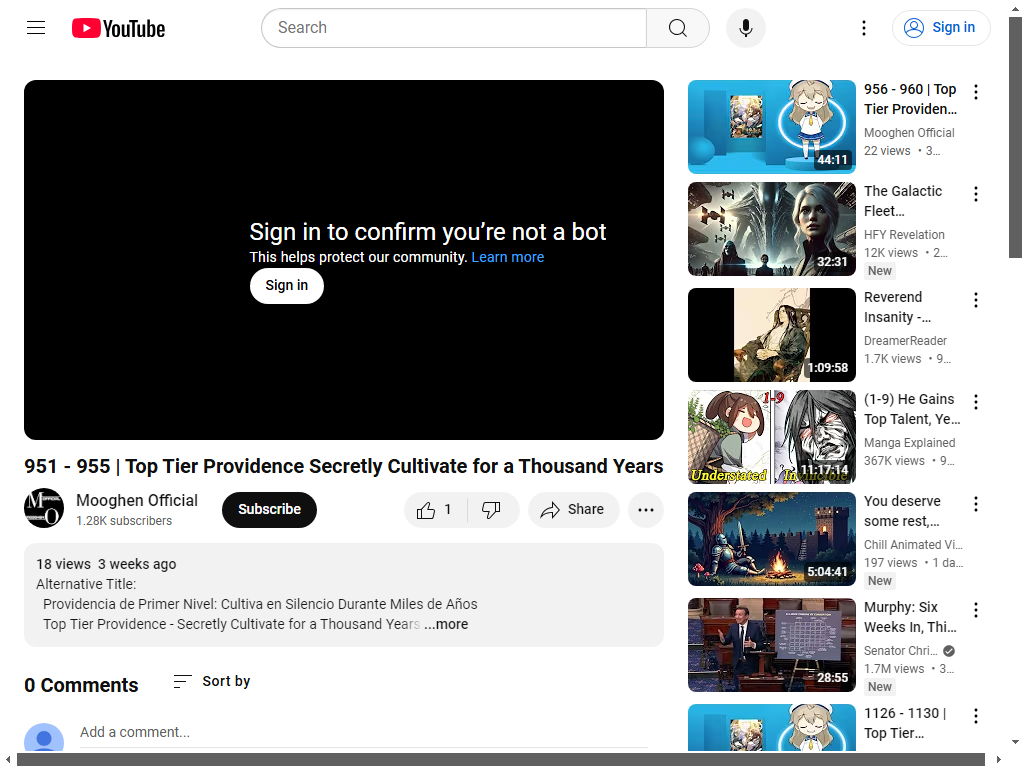 YouTube
Search
Sign in
Sign in to confirm you’re not a bot
This helps protect our community. Learn more
Sign in
951 - 955 | Top Tier Providence Secretly Cultivate for a Thousand Years
Mooghen Official
1.28K subscribers
Subscribe
1
Share
18 views 3 weeks ago
Alternative Title:
Providencia de Primer Nivel: Cultiva en Silencio Durante Miles de Años
Top Tier Providence - Secretly Cultivate for a Thousand Years ...more
0 Comments
Sort by
Add a comment...
44:11
956 - 960 | Top
Tier Providen...
Mooghen Official
22 views • 3...
32:31
The Galactic
Fleet...
HFY Revelation
12K views • 2...
New
1:09:58
Reverend
Insanity -...
DreamerReader
1.7K views • 9...
1-9
Understated
Invincible
11:17:14
(1-9) He Gains
Top Talent, Ye...
Manga Explained
367K views • 9...
5:04:41
You deserve
some rest,...
Chill Animated Vi...
197 views • 1 da...
New
28:55
Murphy: Six
Weeks In, Thi...
Senator Chri...
1.7M views • 3...
New
1126 - 1130 |
Top Tier...